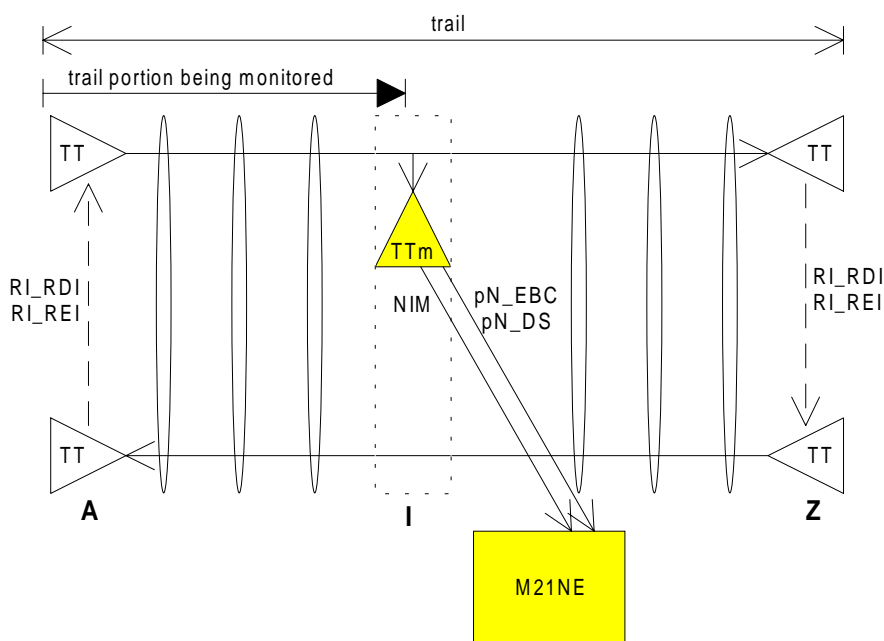 trail
trail portion being monitored
TT
TT
TTm
RI_RDI
RI_REI
NIM
pN_EBC
pN_DS
RI_RDI
RI_REI
TT
TT
A
I
Z
M21NE